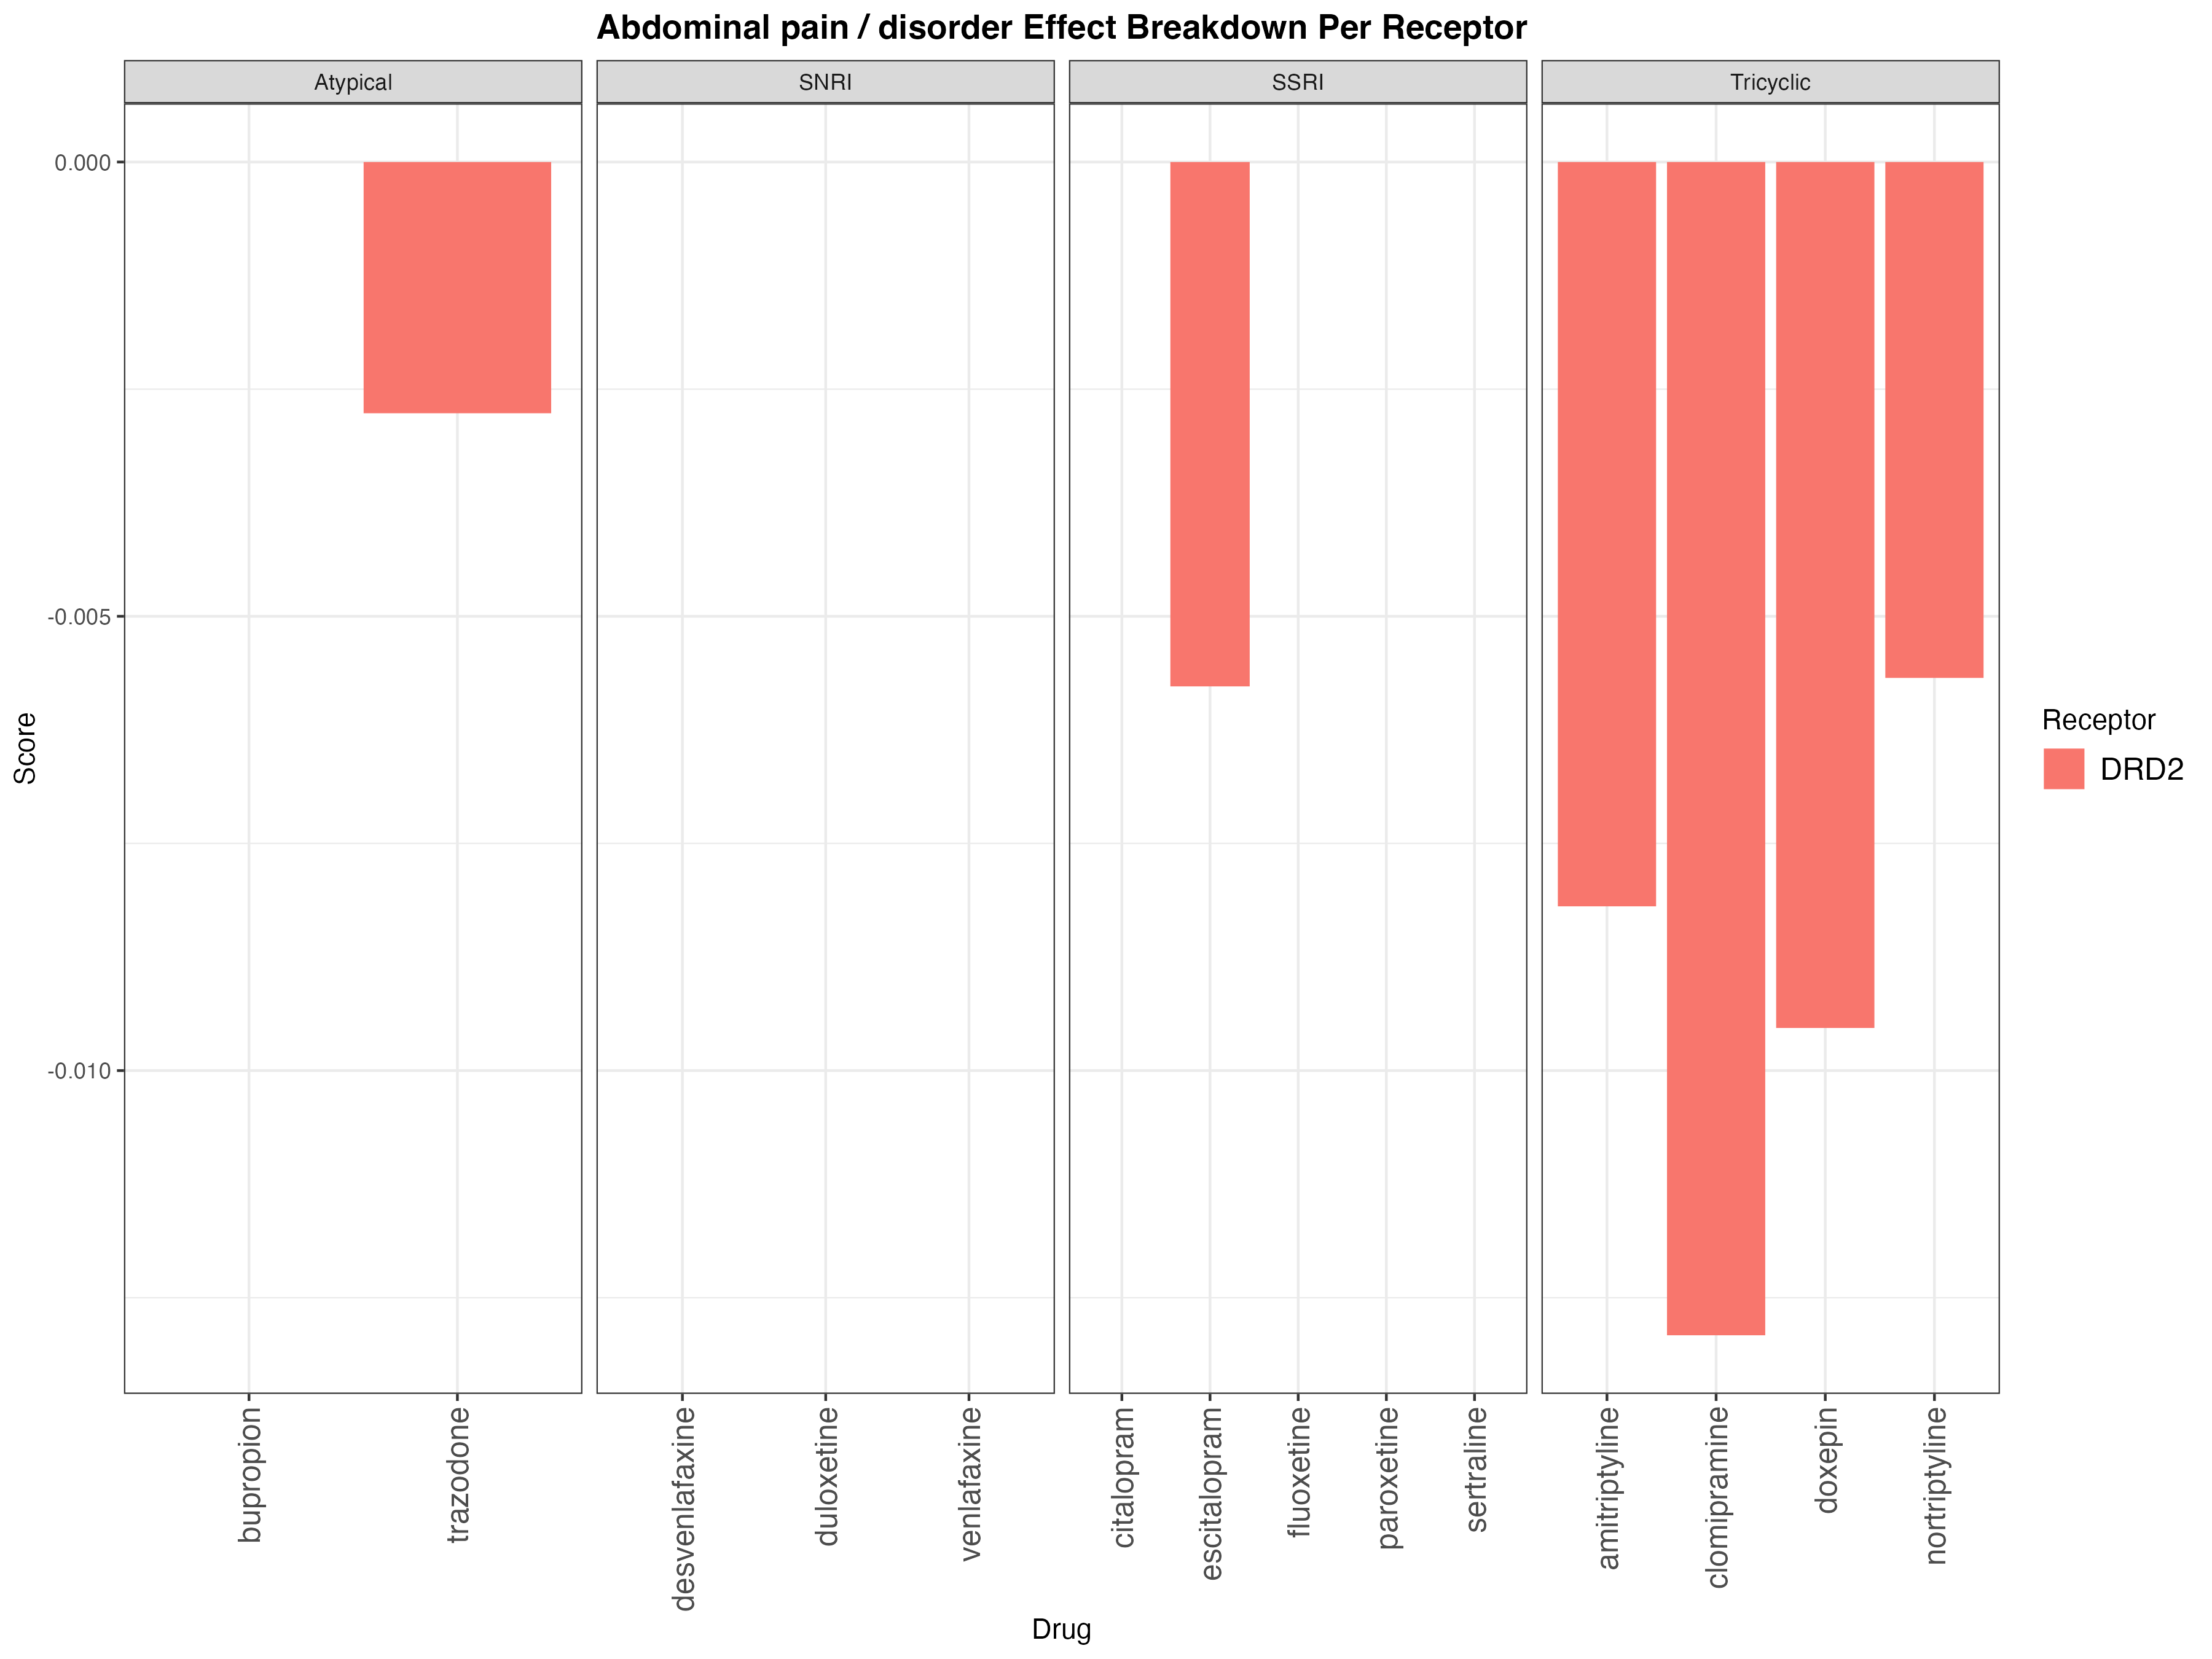 Abdominal pain / disorder Effect Breakdown Per Receptor
Atypical
SNRI
SSRI
Tricyclic
0.000
-0.005
-0.010
Score
bupropion
trazodone
desvenlafaxine
duloxetine
venlafaxine
citalopram
escitalopram
fluoxetine
paroxetine
sertraline
amitriptyline
clomipramine
doxepin
nortriptyline
Drug
Receptor
DRD2